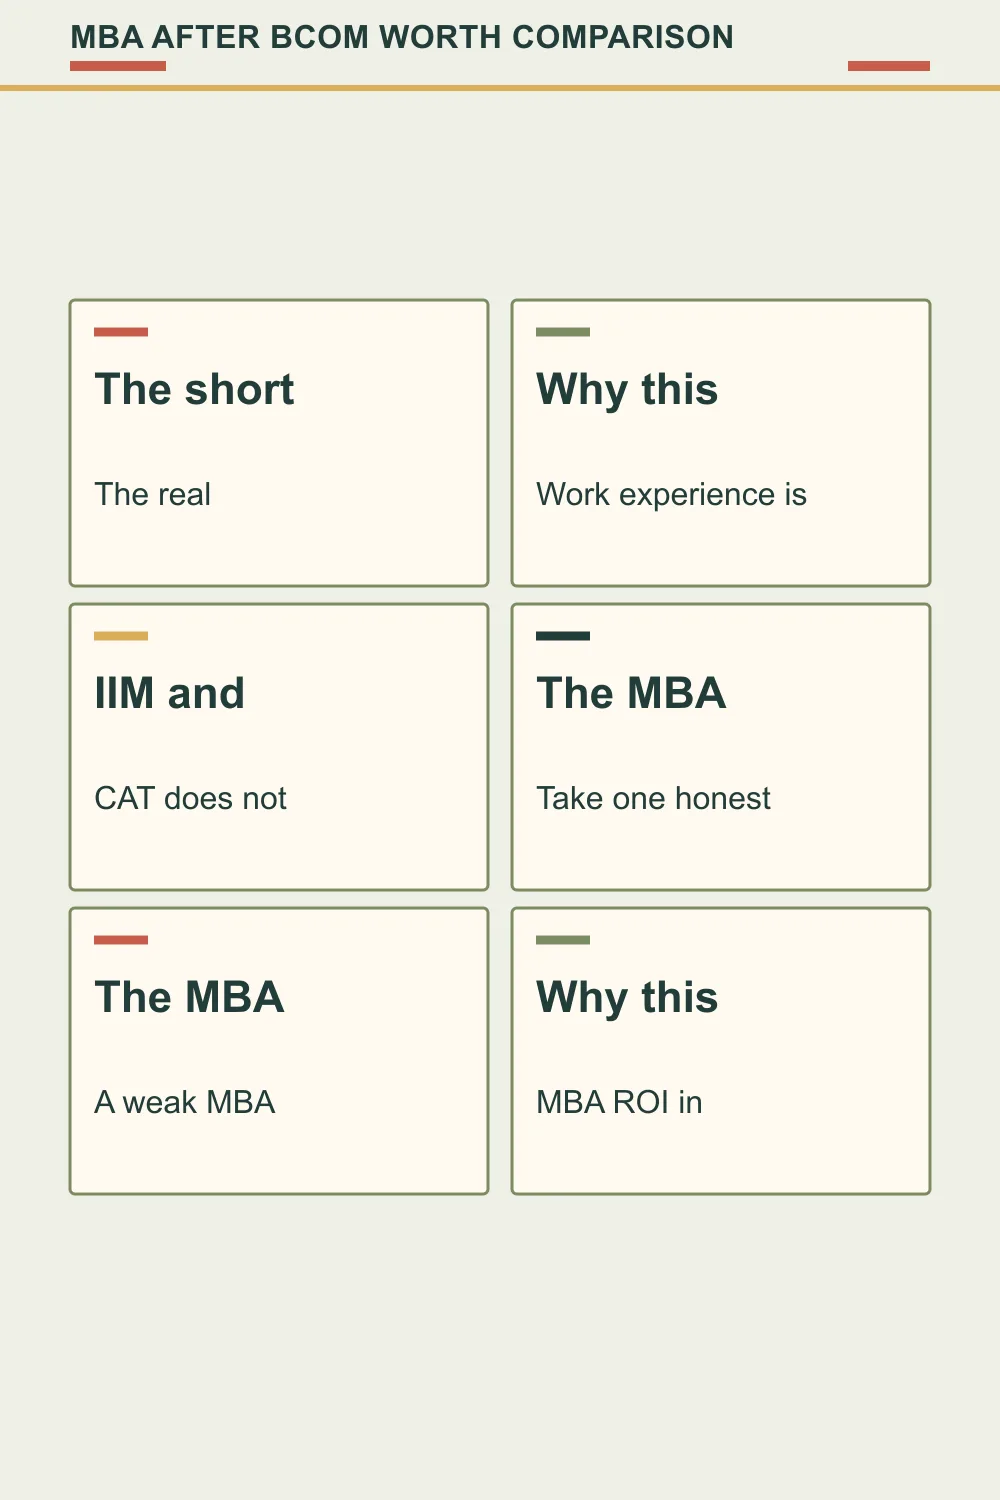 MBA AFTER BCOM WORTH COMPARISON
The short
The real
Why this
Work experience is
IIM and
CAT does not
The MBA
Take one honest
The MBA
A weak MBA
Why this
MBA ROI in